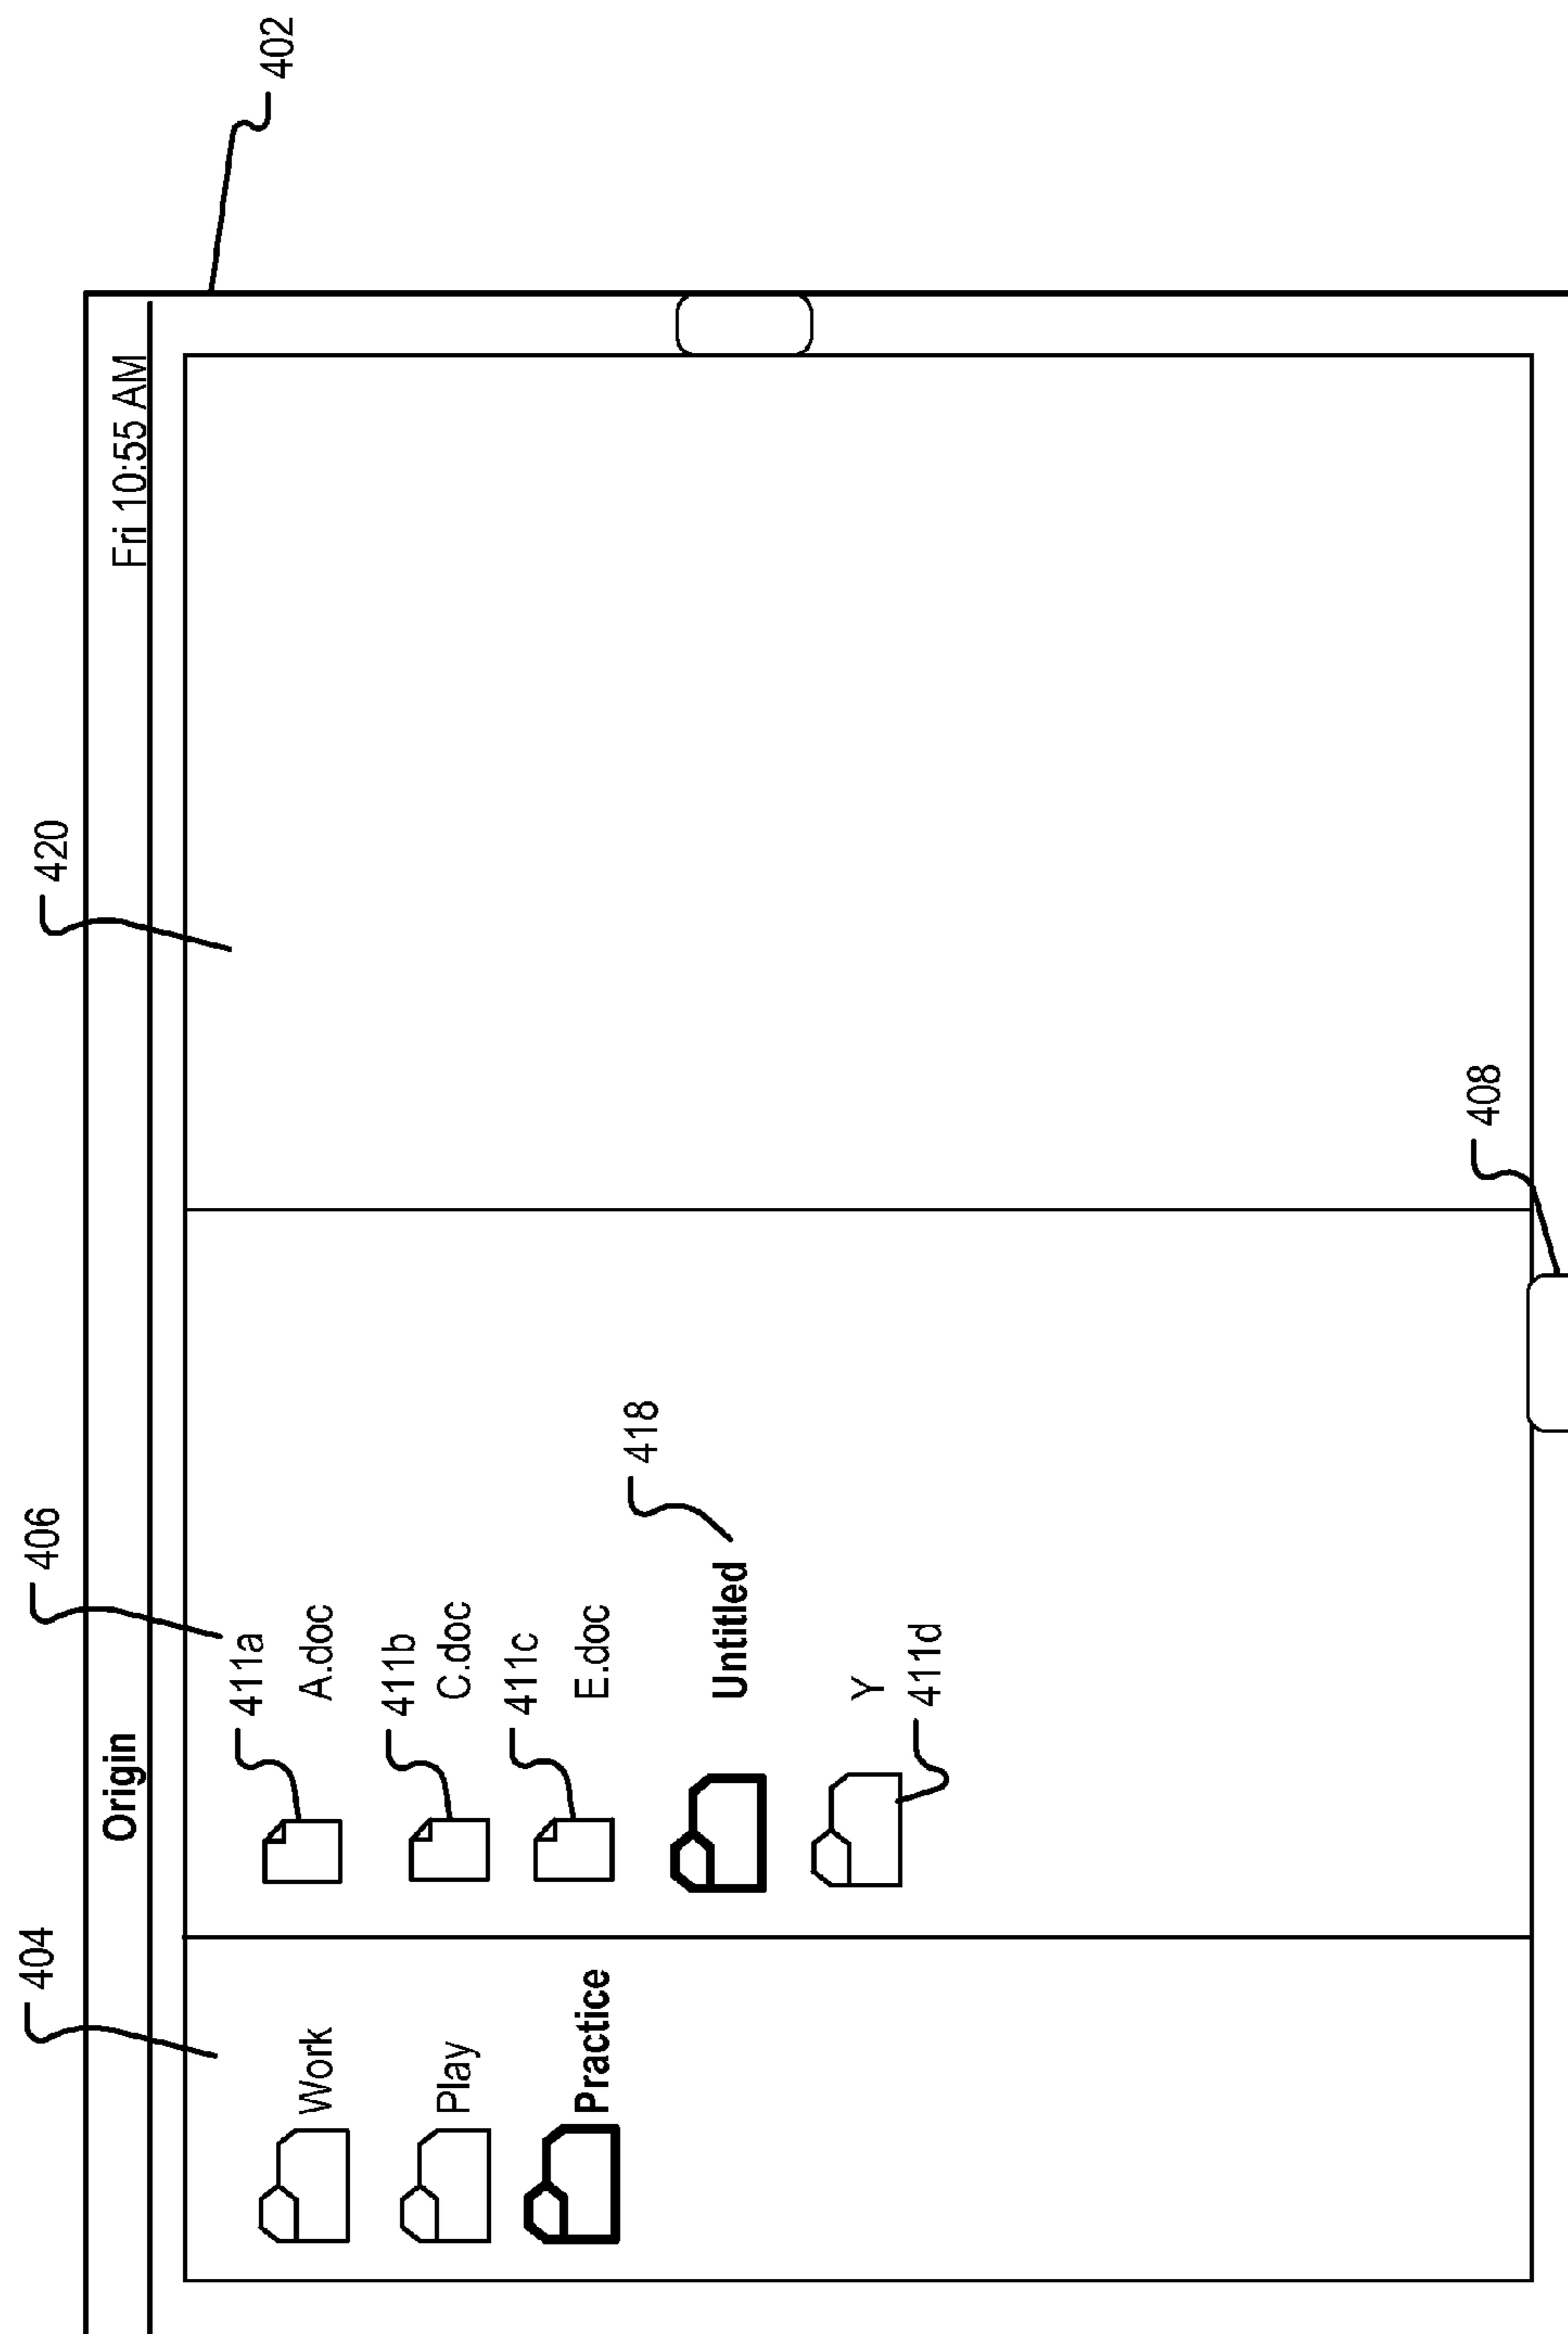 402
420
406
404
Origin
Fri 10:55 AM
Work
Play
Practice
411a
A.doc
411b
C.doc
411c
E.doc
418
Untitled
Y
411d
408